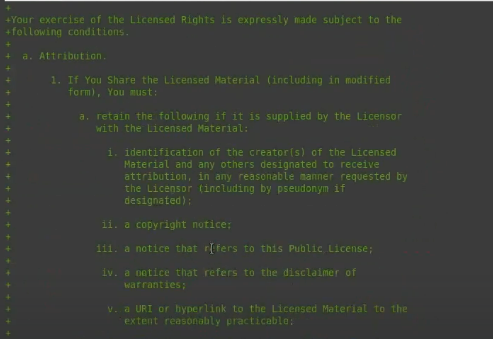 +
+Your exercise of the Licensed Rights is expressly made subject to the
+following conditions.
+
+ a. Attribution.
+
+ 1. If You Share the Licensed Material (including in modified
+ form), You must:
+
+ a. retain the following if it is supplied by the Licensor
+ with the Licensed Material:
+
+ i. identification of the creator(s) of the Licensed
+ Material and any others designated to receive
+ attribution, in any reasonable manner requested by
+ the Licensor (including by pseudonym if
+ designated);
+
+ ii. a copyright notice;
+
+ iii. a notice that refers to this Public License;
+
+ iv. a notice that refers to the disclaimer of
+ warranties;
+
+ v. a URI or hyperlink to the Licensed Material to the
+ extent reasonably practicable;
+